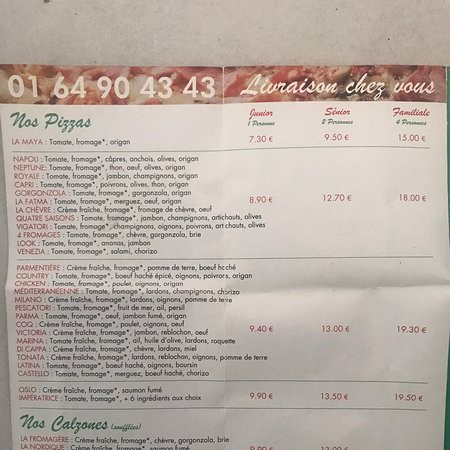 01 64 90 43 43 Livraison chez vous
Nos Pizzas Junior Sénior Familiale
1 Personne 2 Personnes 4 Personnes
LA MAYA : Tomate, fromage*, origan 7.30 € 9.50 € 15.00 €
NAPOLI : Tomate, fromage*, câpres, anchois, olives, origan
NEPTUNE: Tomate, fromage*, thon, oeuf, olives, origan
ROYALE : Tomate, fromage*, jambon, champignons, origan
CAPRI : Tomate, fromage*, poivrons, olives, thon, origan
GORGONZOLA : Tomate, fromage*, gorgonzola, origan
LA FATMA : Tomate, fromage*, merguez, oeuf, origan 8.90 € 12.70 € 18.00 €
LA CHÈVRE : Crème fraîche, fromage*, fromage de chèvre, oeuf
QUATRE SAISONS : Tomate, fromage*, jambon, champignons, artichauts, olives
VIGATORI : Tomate, fromage*, champignons, oignons, poivrons, artichauts, olives
4 FROMAGES : Tomate, fromage*, chèvre, gorgonzola, brie
LOOK : Tomate, fromage*, ananas, jambon
VENEZIA : Tomate, fromage*, salami, chorizo
PARMENTIÈRE : Crème fraîche, fromage*, pomme de terre, boeuf haché
COUNTRY : Tomate, fromage*, boeuf haché épicé, oignons, poivrons, origan
CHICKEN : Tomate, fromage*, poulet, oignons, origan
MÉDITERRANÉENNE : Tomate, fromage*, lardons, champignons, chorizo
MILANO : Crème fraîche, fromage*, lardons, oignons, pomme de terre
PESCATORI : Tomate, fromage*, fruit de mer, ail, persil
PARMA : Tomate, fromage*, oeuf, jambon fumé, origan
COQ : Crème fraîche, fromage*, poulet, oignons, oeuf 9.40 € 13.00 € 19.30 €
VICTORIA : Crème fraîche, fromage*, jambon, reblochon, oeuf
MARINA : Tomate, fromage*, ail, huile d'olive, lardons, roquette
DI CAPPA : Crème fraîche, fromage*, chèvre, lardons, miel
TONATA : Crème fraîche, fromage*, lardons, reblochon, oignons, pomme de terre
LATINA : Tomate, fromage*, boeuf haché, oignons, boursin
CASTELLO : Tomate, fromage*, merguez, boeuf haché, chorizo
OSLO : Crème fraîche, fromage*, saumon fumé
IMPÉRATRICE : Tomate, fromage*, + 6 ingrédients aux choix 9.90 € 13.50 € 19.50 €
Nos Calzones (soufflées)
LA FROMAGÈRE : Crème fraîche, fromage*, chèvre, gorgonzola, brie
LA NORDIQUE : Crème fraîche, fromage*, saumon fumé